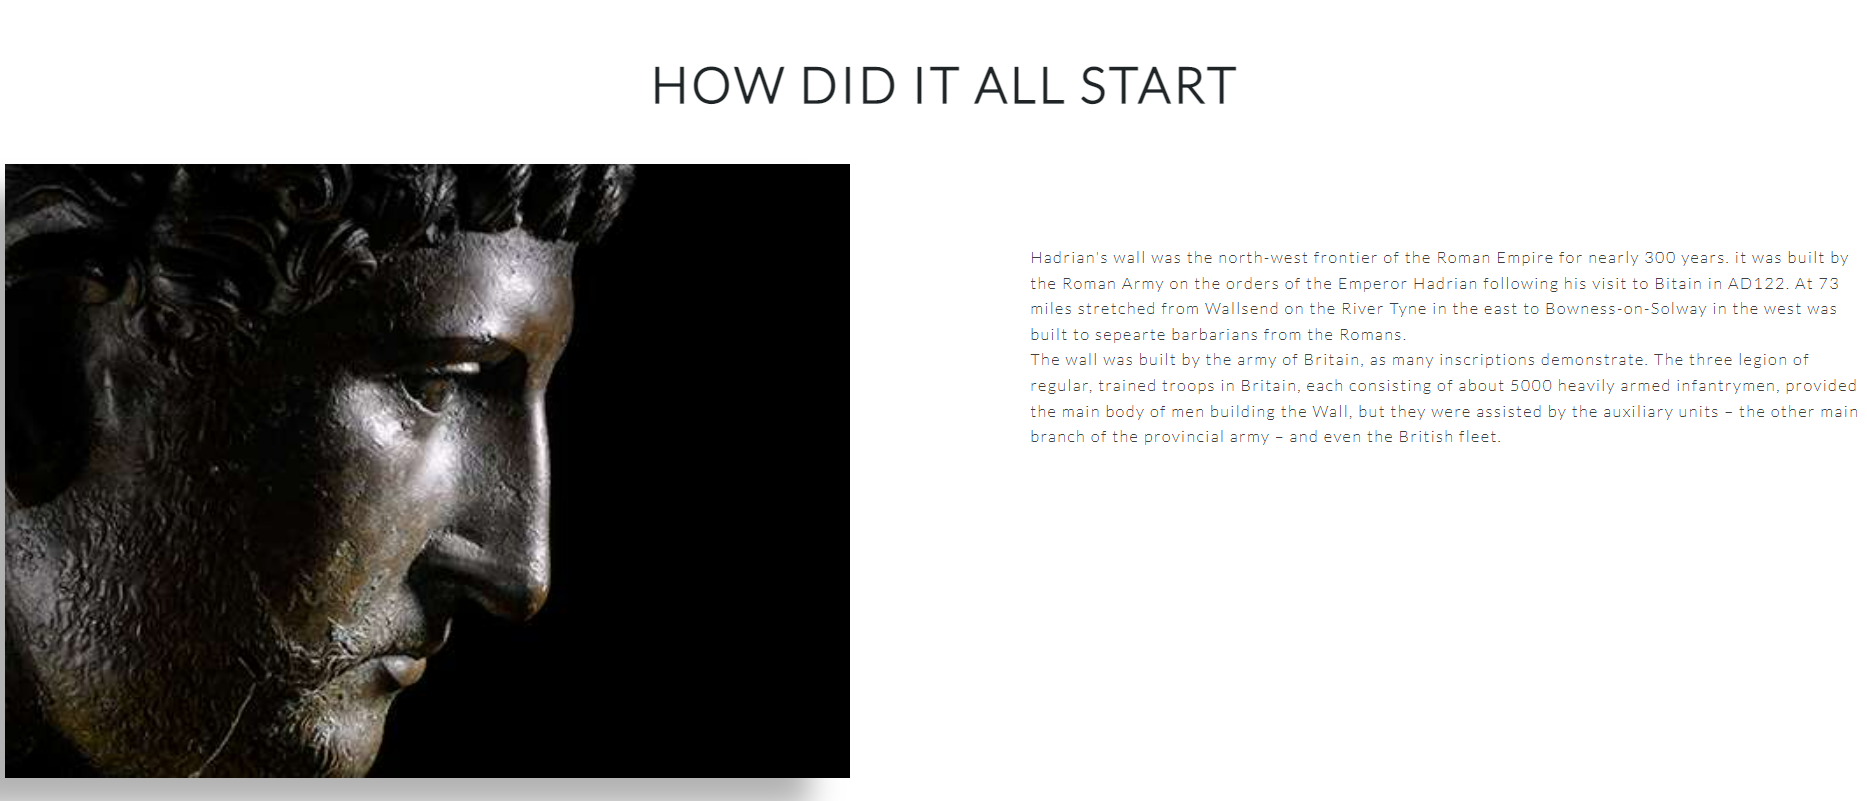 HOW DID IT ALL START
Hadrian's wall was the north-west frontier of the Roman Empire for nearly 300 years. it was built by
the Roman Army on the orders of the Emperor Hadrian following his visit to Bitain in AD122. At 73
miles stretched from Wallsend on the River Tyne in the east to Bowness-on-Solway in the west was
built to sepearte barbarians from the Romans.
The wall was built by the army of Britain, as many inscriptions demonstrate. The three legion of
regular, trained troops in Britain, each consisting of about 5000 heavily armed infantrymen, provided
the main body of men building the Wall, but they were assisted by the auxiliary units – the other main
branch of the provincial army – and even the British fleet.